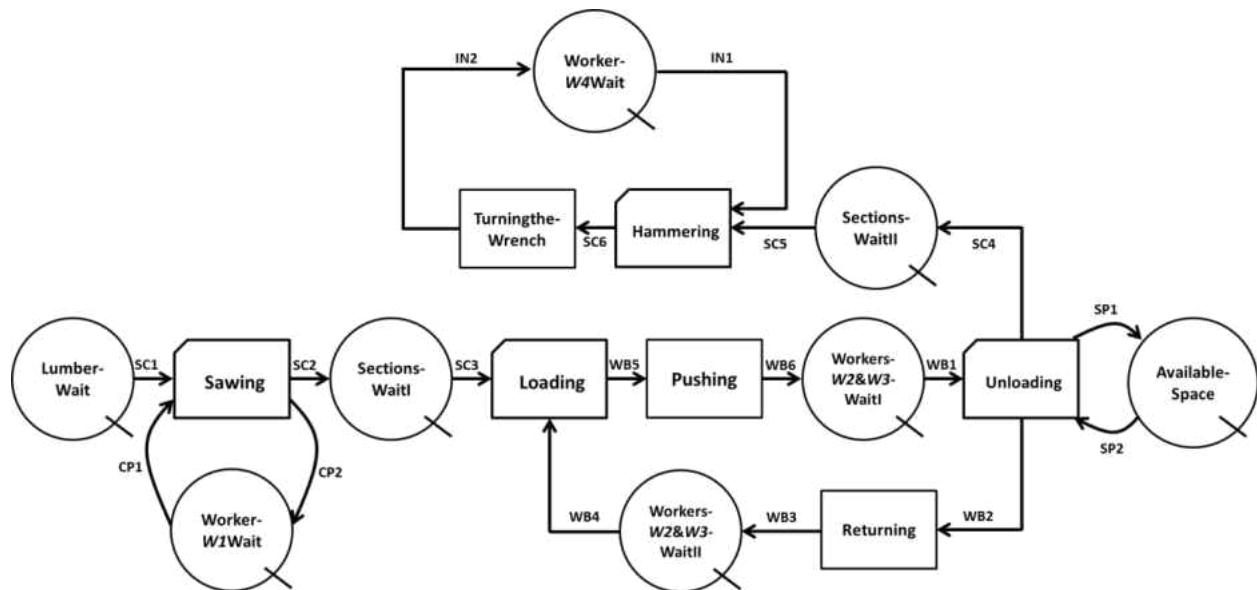 IN2
Worker-
W4Wait
IN1
Turningthe-
Wrench
SC6
Hammering
SC5
Sections-
WaitII
SC4
Lumber-
Wait
SC1
Sawing
SC2
Sections-
WaitI
SC3
Loading
WB5
Pushing
WB6
Workers-
W2&W3-
WaitI
WB1
Unloading
SP1
Available-
Space
SP2
CP1
CP2
Worker-
W1Wait
WB4
Workers-
W2&W3-
WaitII
WB3
Returning
WB2